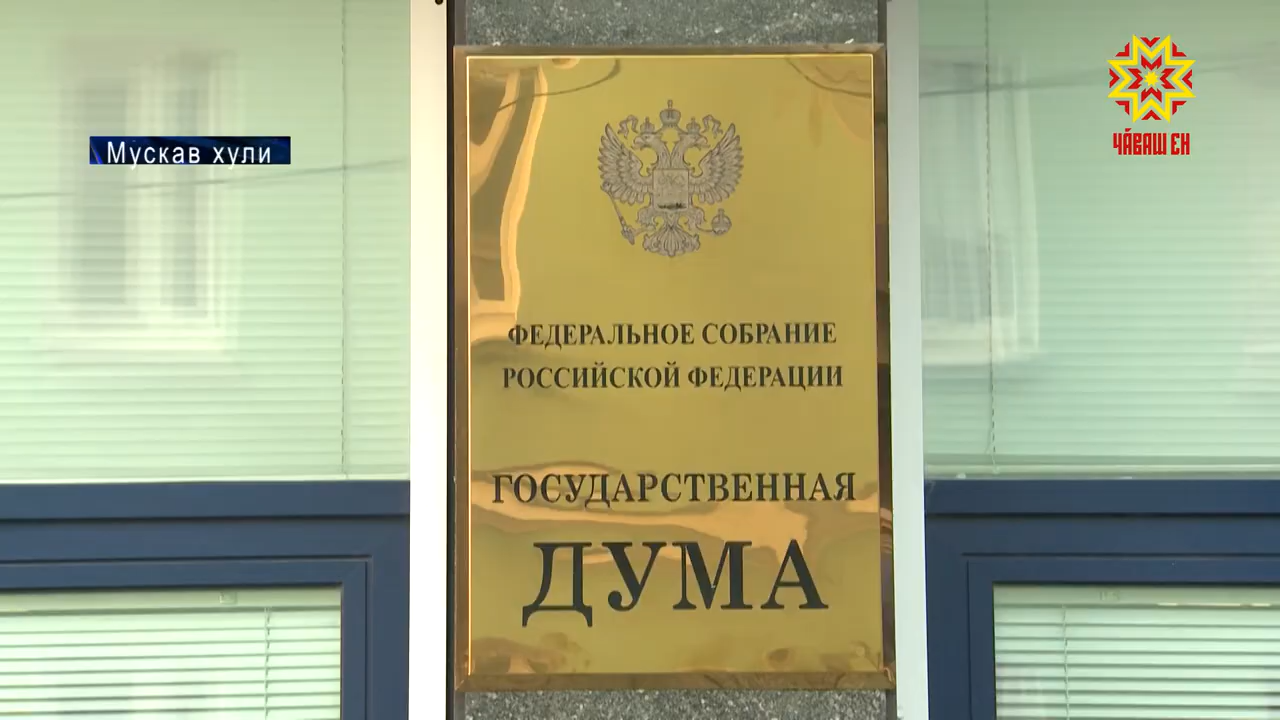 Мускав хули
ЧӐВАШ ЕН
ФЕДЕРАЛЬНОЕ СОБРАНИЕ
РОССИЙСКОЙ ФЕДЕРАЦИИ
ГОСУДАРСТВЕННАЯ
ДУМА